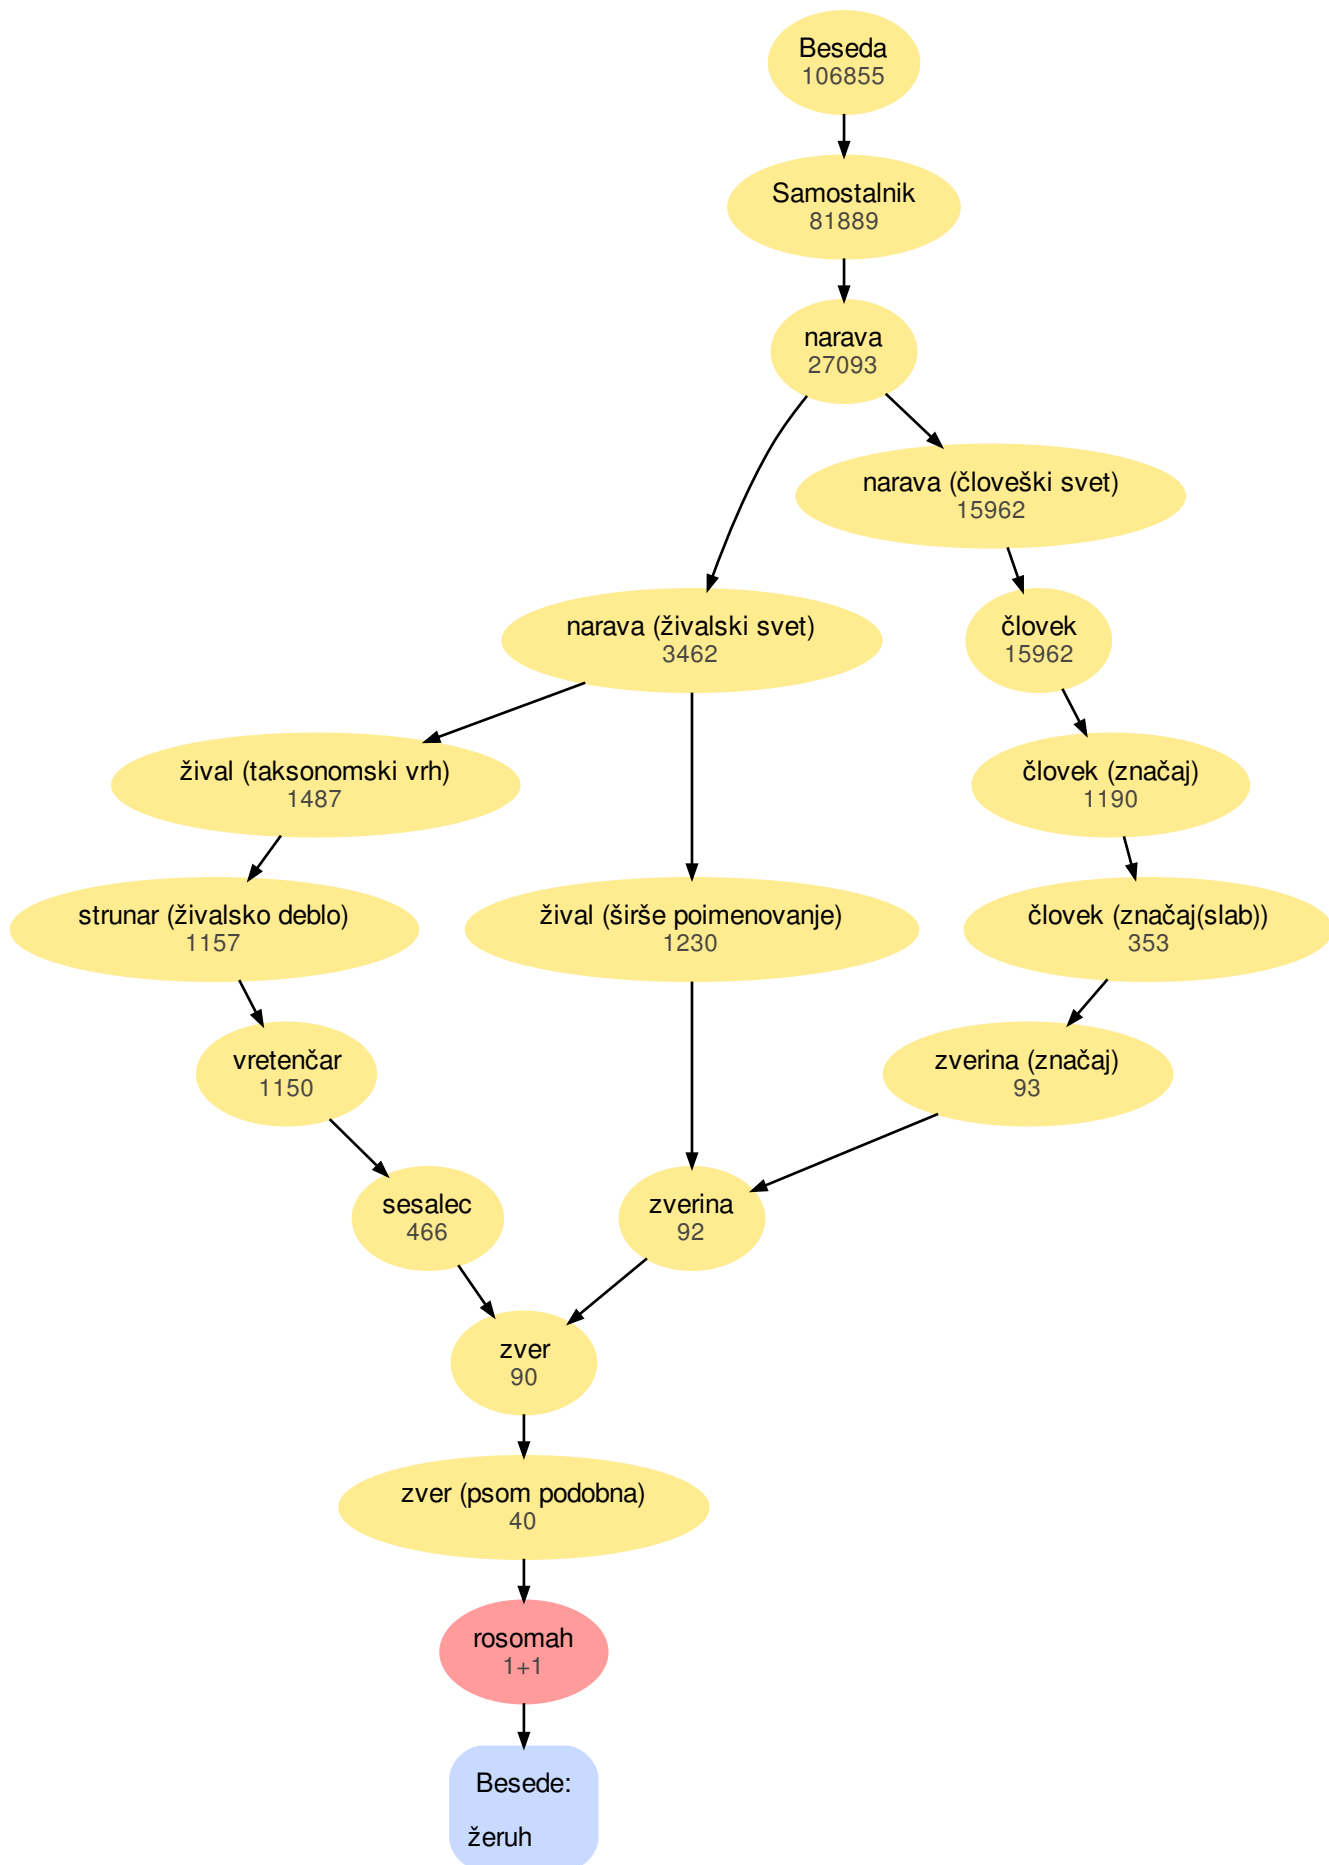 Beseda
106855
Samostalnik
81889
narava
27093
narava (človeški svet)
15962
narava (živalski svet)
3462
človek
15962
žival (taksonomski vrh)
1487
človek (značaj)
1190
strunar (živalsko deblo)
1157
žival (širše poimenovanje)
1230
človek (značaj(slab))
353
vretenčar
1150
zverina (značaj)
93
sesalec
466
zverina
92
zver
90
zver (psom podobna)
40
rosomah
1+1
Besede:
žeruh